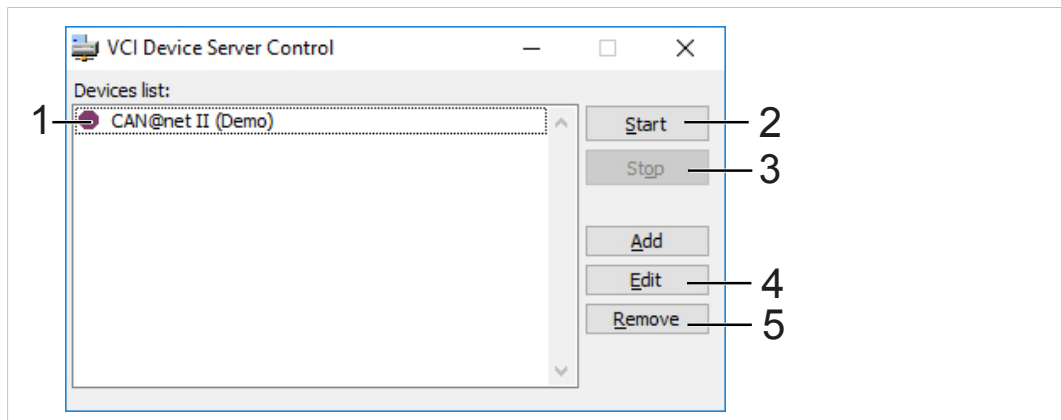 VCI Device Server Control
Devices list:
1 CAN@net II (Demo)
Start 2
Stop 3
Add
Edit 4
Remove 5